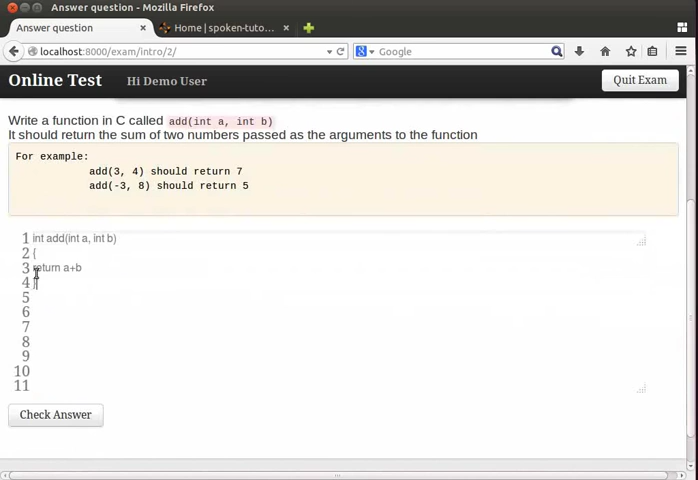 Answer question - Mozilla Firefox
Answer question
Home | spoken-tuto...
localhost:8000/exam/intro/2/
Google
Online Test
Hi Demo User
Quit Exam
Write a function in C called add(int a, int b)
It should return the sum of two numbers passed as the arguments to the function
For example:
add(3, 4) should return 7
add(-3, 8) should return 5
1 int add(int a, int b)
2 {
3 return a+b
4 }
5
6
7
8
9
10
11
Check Answer